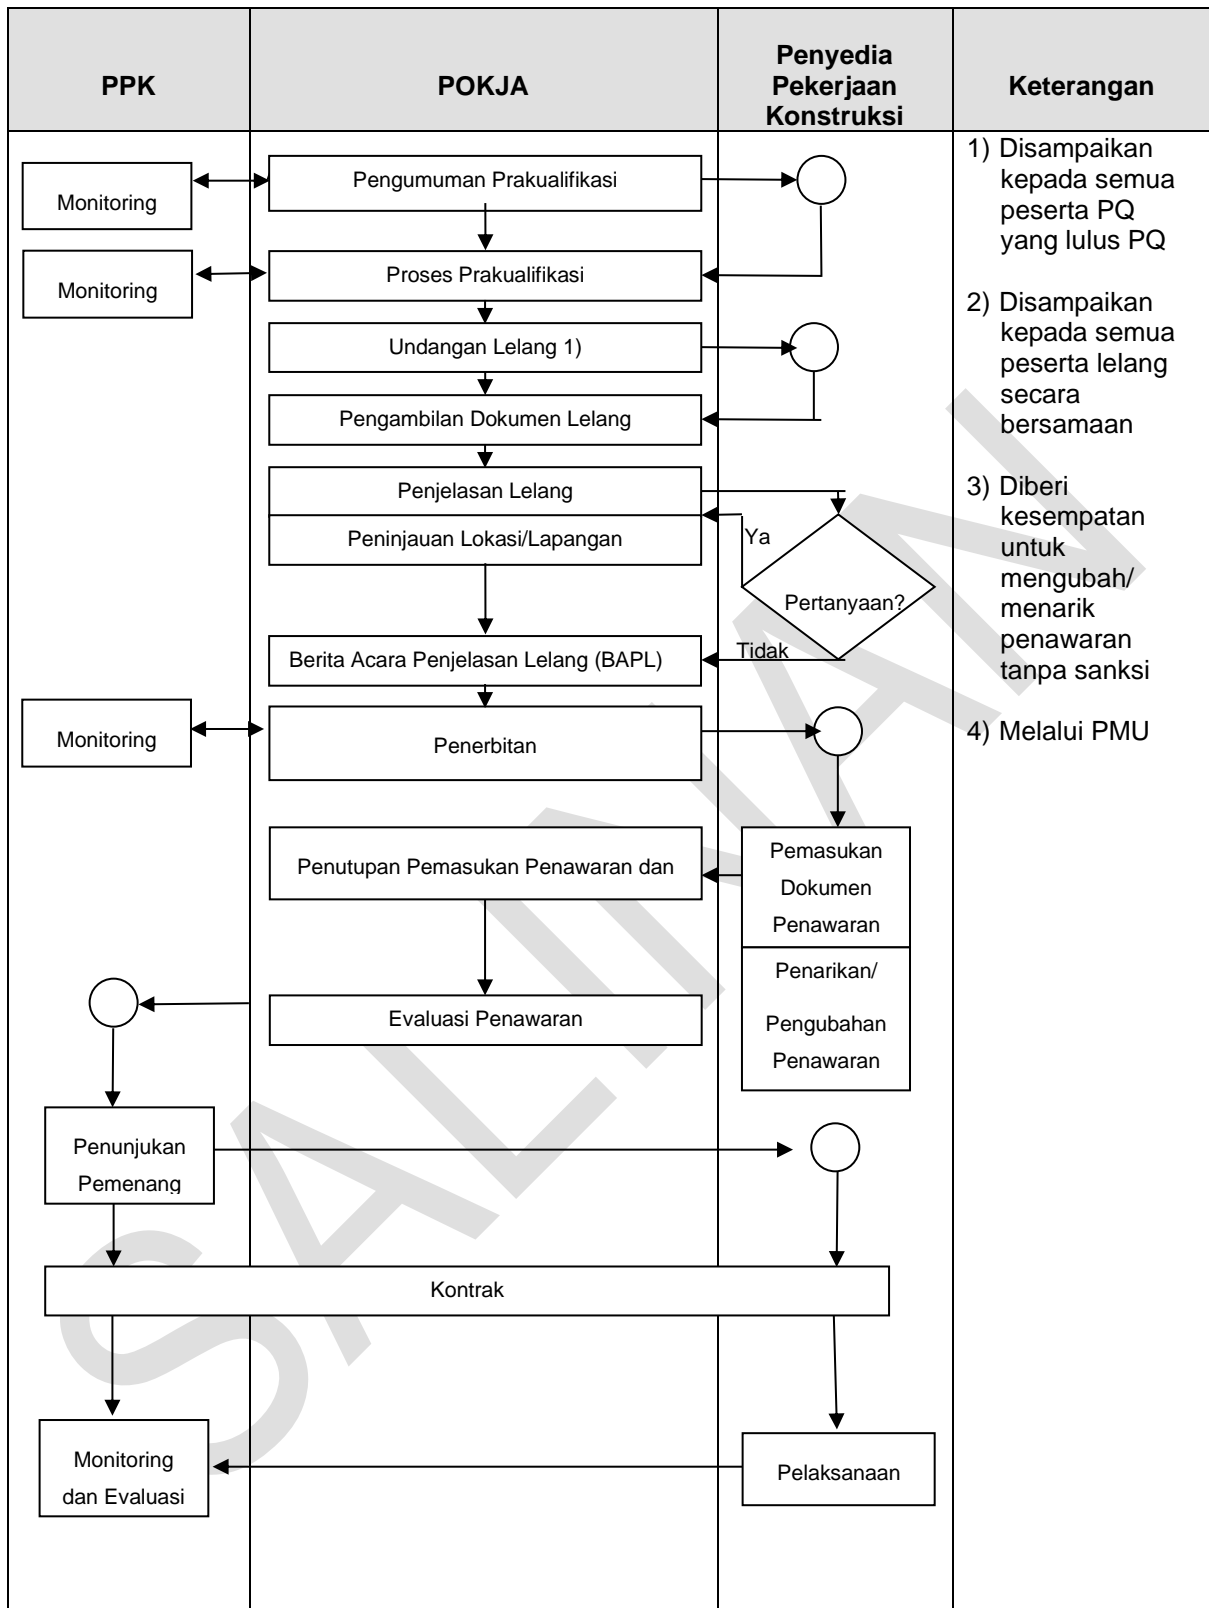 PPK
POKJA
Penyedia
Pekerjaan
Konstruksi
Keterangan
Monitoring
Pengumuman Prakualifikasi
Monitoring
Proses Prakualifikasi
Undangan Lelang 1)
Pengambilan Dokumen Lelang
Penjelasan Lelang
Peninjauan Lokasi/Lapangan
Ya
Pertanyaan?
Tidak
Berita Acara Penjelasan Lelang (BAPL)
Monitoring
Penerbitan
Penutupan Pemasukan Penawaran dan
Pemasukan
Dokumen
Penawaran
Penarikan/
Pengubahan
Penawaran
Evaluasi Penawaran
Penunjukan
Pemenang
Kontrak
Monitoring
dan Evaluasi
Pelaksanaan
1) Disampaikan
kepada semua
peserta PQ
yang lulus PQ
2) Disampaikan
kepada semua
peserta lelang
secara
bersamaan
3) Diberi
kesempatan
untuk
mengubah/
menarik
penawaran
tanpa sanksi
4) Melalui PMU
SALINAN